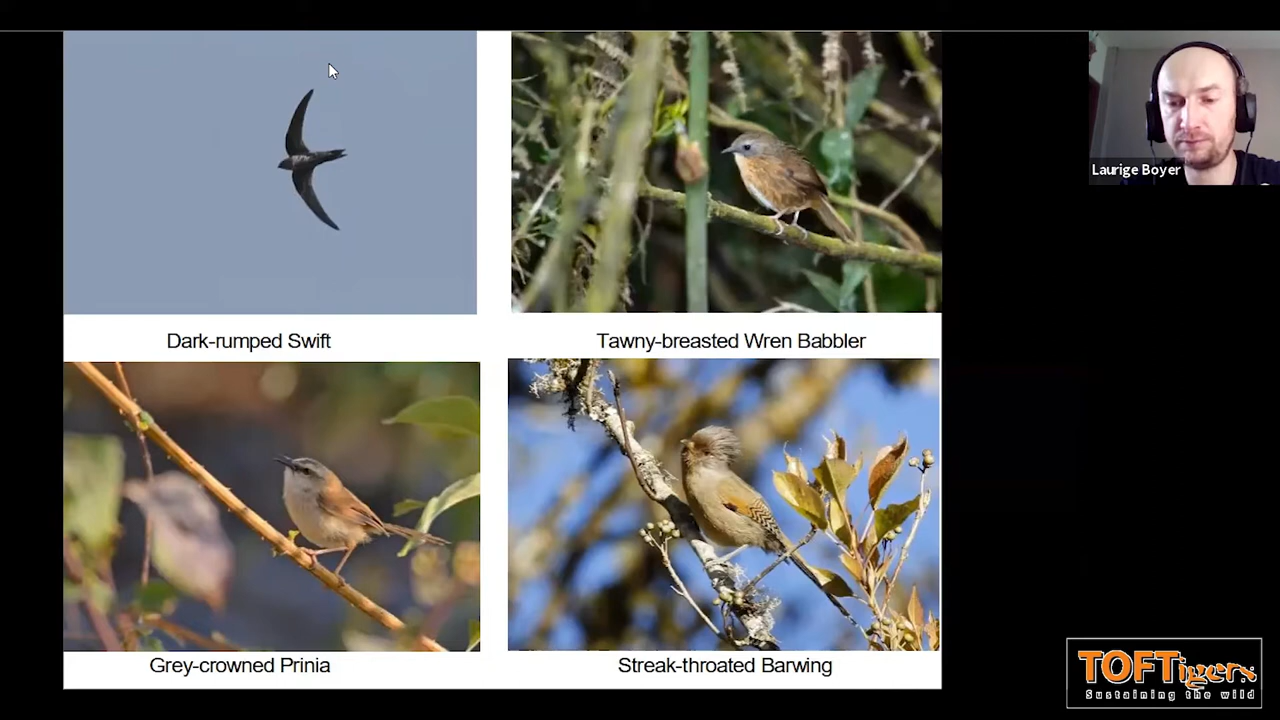 Laurige Boyer
Dark-rumped Swift
Tawny-breasted Wren Babbler
Grey-crowned Prinia
Streak-throated Barwing
TOFTigers
Sustaining the wild